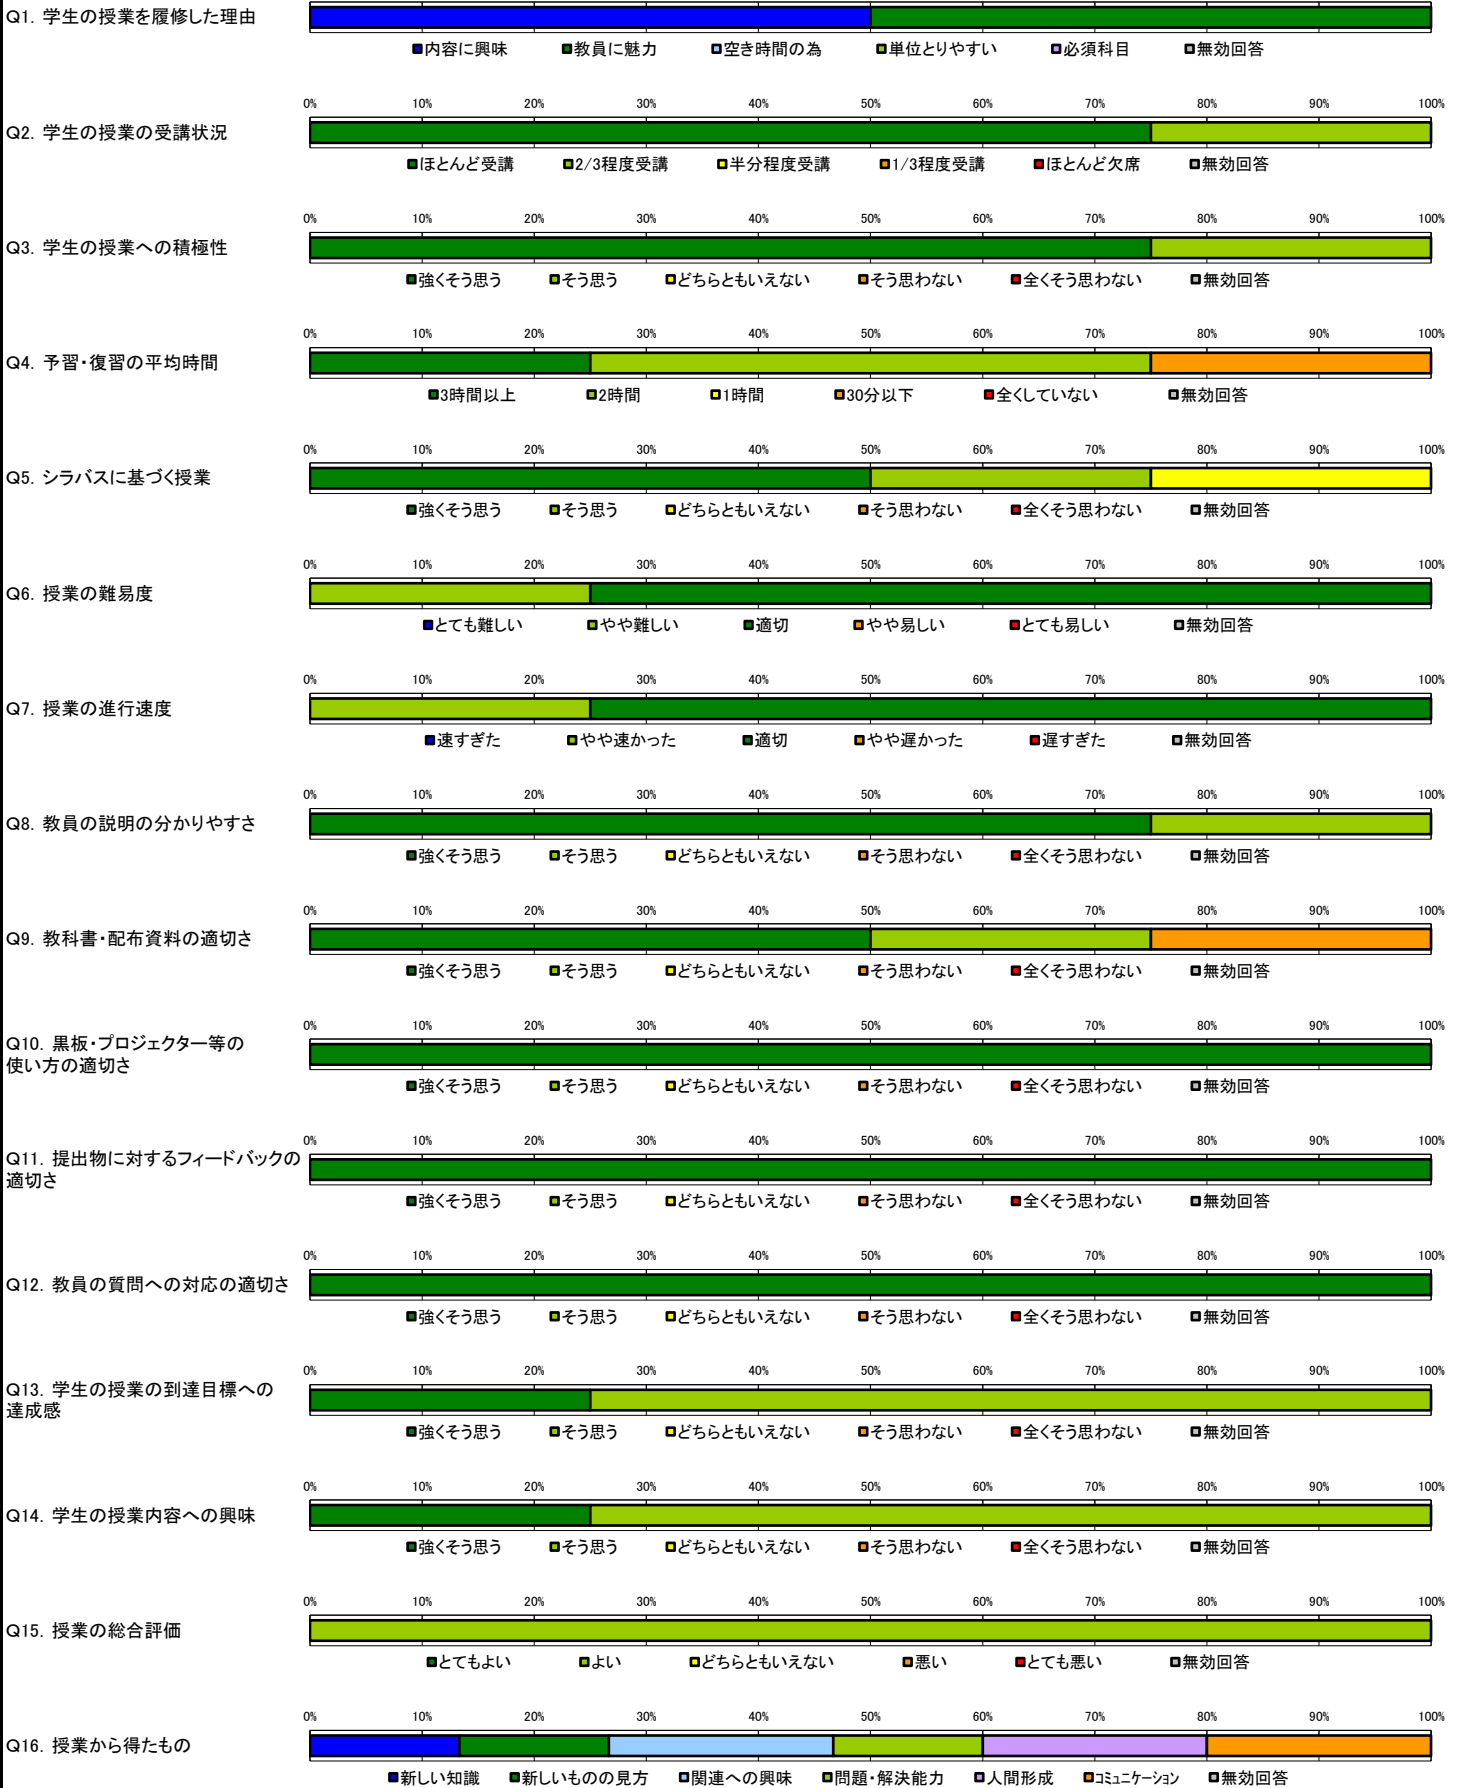 Q1. 学生の授業を履修した理由
内容に興味 教員に魅力 空き時間の為 単位とりやすい 必須科目 無効回答
0% 10% 20% 30% 40% 50% 60% 70% 80% 90% 100%
Q2. 学生の授業の受講状況
ほとんど受講 2/3程度受講 半分程度受講 1/3程度受講 ほとんど欠席 無効回答
0% 10% 20% 30% 40% 50% 60% 70% 80% 90% 100%
Q3. 学生の授業への積極性
強くそう思う そう思う どちらともいえない そう思わない 全くそう思わない 無効回答
0% 10% 20% 30% 40% 50% 60% 70% 80% 90% 100%
Q4. 予習・復習の平均時間
3時間以上 2時間 1時間 30分以下 全くしていない 無効回答
0% 10% 20% 30% 40% 50% 60% 70% 80% 90% 100%
Q5. シラバスに基づく授業
強くそう思う そう思う どちらともいえない そう思わない 全くそう思わない 無効回答
0% 10% 20% 30% 40% 50% 60% 70% 80% 90% 100%
Q6. 授業の難易度
とても難しい やや難しい 適切 やや易しい とても易しい 無効回答
0% 10% 20% 30% 40% 50% 60% 70% 80% 90% 100%
Q7. 授業の進行速度
速すぎた やや速かった 適切 やや遅かった 遅すぎた 無効回答
0% 10% 20% 30% 40% 50% 60% 70% 80% 90% 100%
Q8. 教員の説明の分かりやすさ
強くそう思う そう思う どちらともいえない そう思わない 全くそう思わない 無効回答
0% 10% 20% 30% 40% 50% 60% 70% 80% 90% 100%
Q9. 教科書・配布資料の適切さ
強くそう思う そう思う どちらともいえない そう思わない 全くそう思わない 無効回答
0% 10% 20% 30% 40% 50% 60% 70% 80% 90% 100%
Q10. 黒板・プロジェクター等の
使い方の適切さ
強くそう思う そう思う どちらともいえない そう思わない 全くそう思わない 無効回答
0% 10% 20% 30% 40% 50% 60% 70% 80% 90% 100%
Q11. 提出物に対するフィードバックの
適切さ
強くそう思う そう思う どちらともいえない そう思わない 全くそう思わない 無効回答
0% 10% 20% 30% 40% 50% 60% 70% 80% 90% 100%
Q12. 教員の質問への対応の適切さ
強くそう思う そう思う どちらともいえない そう思わない 全くそう思わない 無効回答
0% 10% 20% 30% 40% 50% 60% 70% 80% 90% 100%
Q13. 学生の授業の到達目標への
達成感
強くそう思う そう思う どちらともいえない そう思わない 全くそう思わない 無効回答
0% 10% 20% 30% 40% 50% 60% 70% 80% 90% 100%
Q14. 学生の授業内容への興味
強くそう思う そう思う どちらともいえない そう思わない 全くそう思わない 無効回答
0% 10% 20% 30% 40% 50% 60% 70% 80% 90% 100%
Q15. 授業の総合評価
とてもよい よい どちらともいえない 悪い とても悪い 無効回答
0% 10% 20% 30% 40% 50% 60% 70% 80% 90% 100%
Q16. 授業から得たもの
新しい知識 新しいものの見方 関連への興味 問題・解決能力 人間形成 ｺﾐｭﾆｹｰｼｮﾝ 無効回答